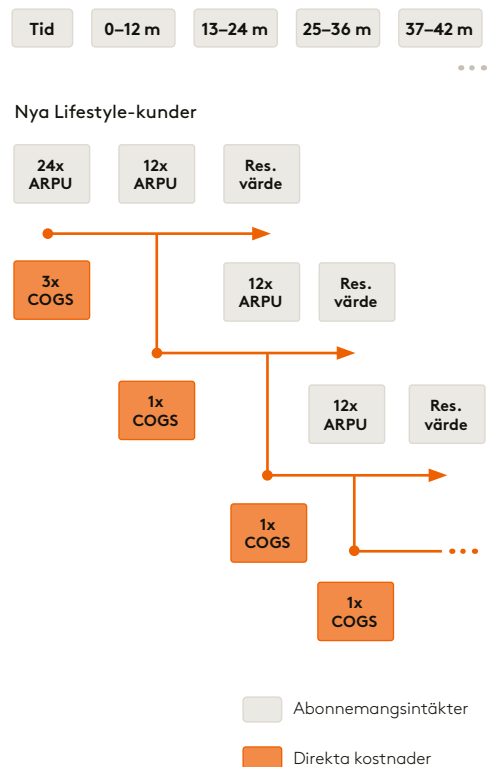 Tid 0–12 m 13–24 m 25–36 m 37–42 m
Nya Lifestyle-kunder
24x 12x Res.
ARPU ARPU värde
3x 12x Res.
COGS ARPU värde
1x 12x Res.
COGS ARPU värde
1x
COGS
1x
COGS
Abonnemangsintäkter
Direkta kostnader